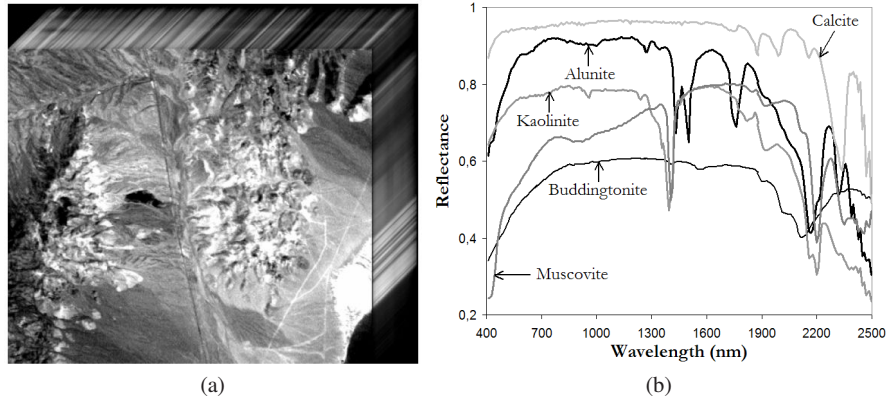 1
0,8
0,6
0,4
0,2
Reflectance
Calcite
Alunite
Kaolinite
Buddingtonite
Muscovite
400 700 1000 1300 1600 1900 2200 2500
Wavelength (nm)
(a) (b)